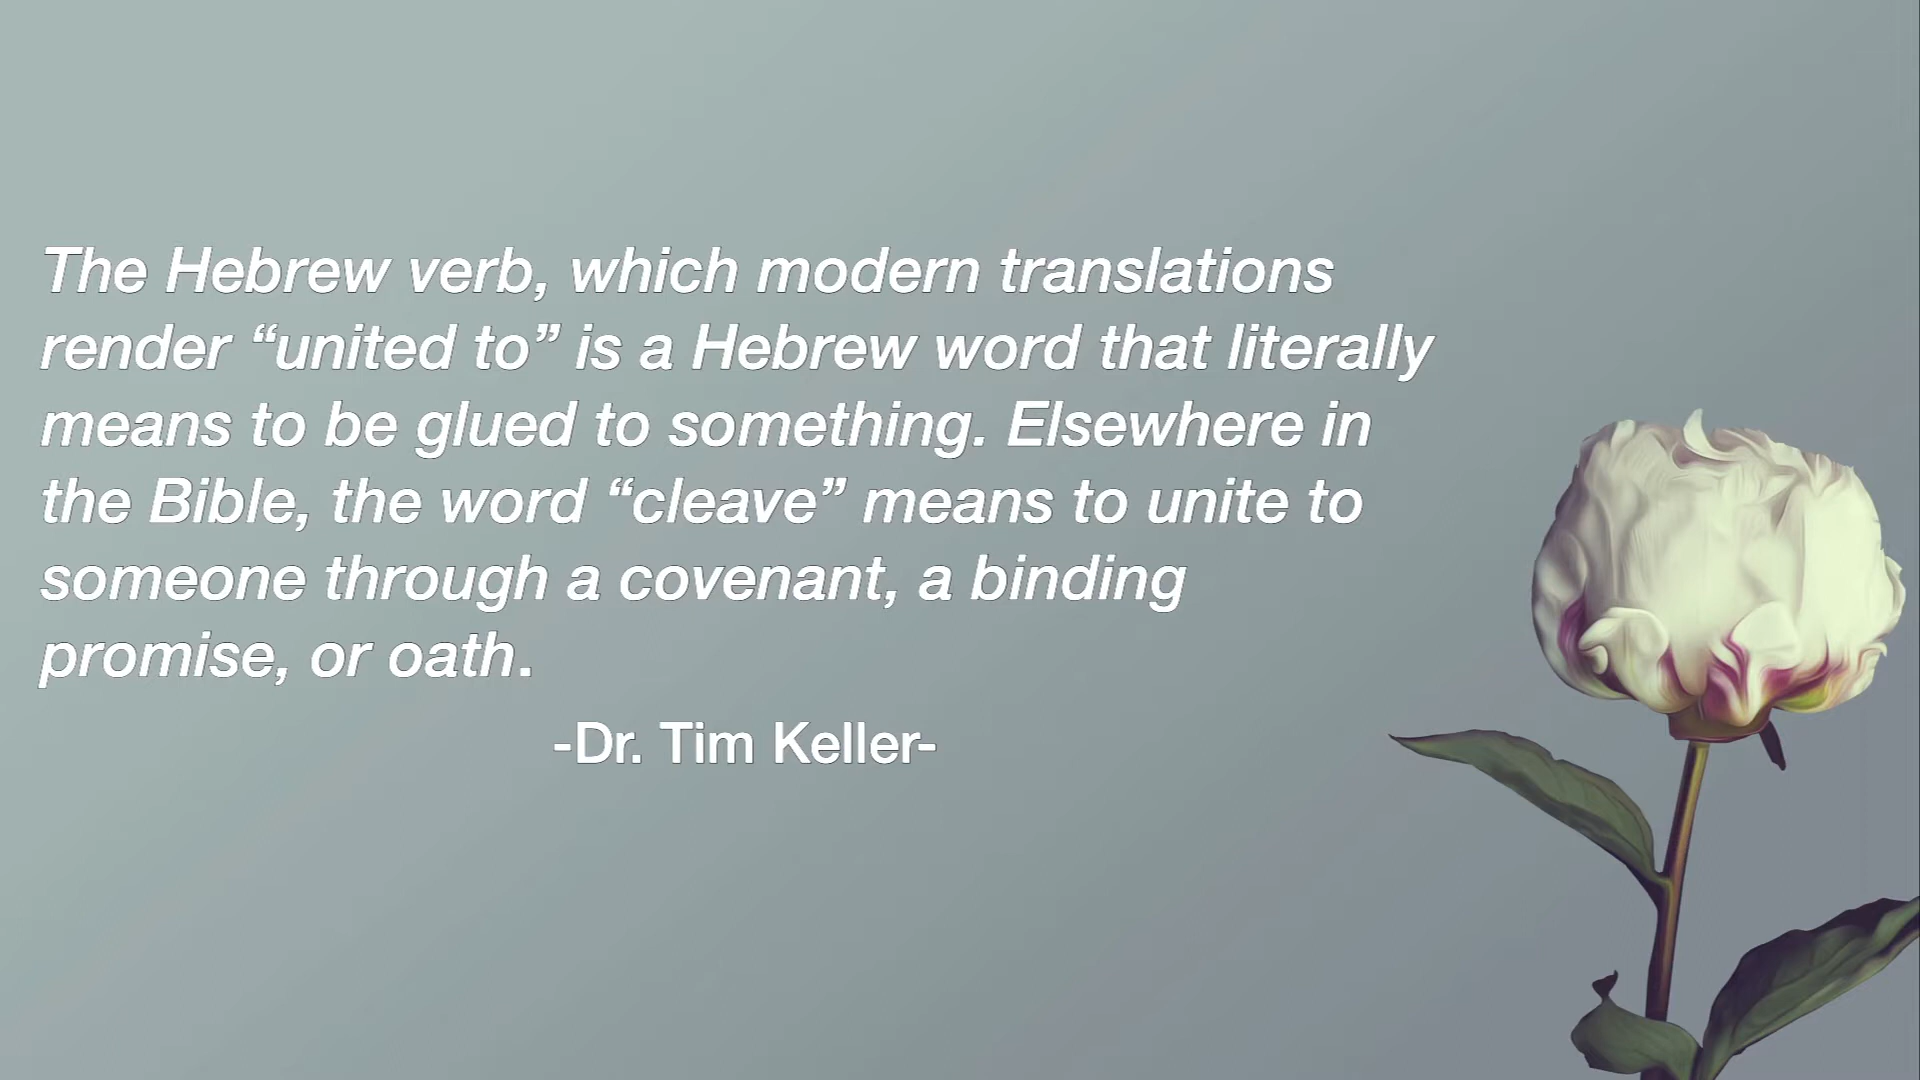 The Hebrew verb, which modern translations
render “united to” is a Hebrew word that literally
means to be glued to something. Elsewhere in
the Bible, the word “cleave” means to unite to
someone through a covenant, a binding
promise, or oath.
-Dr. Tim Keller-